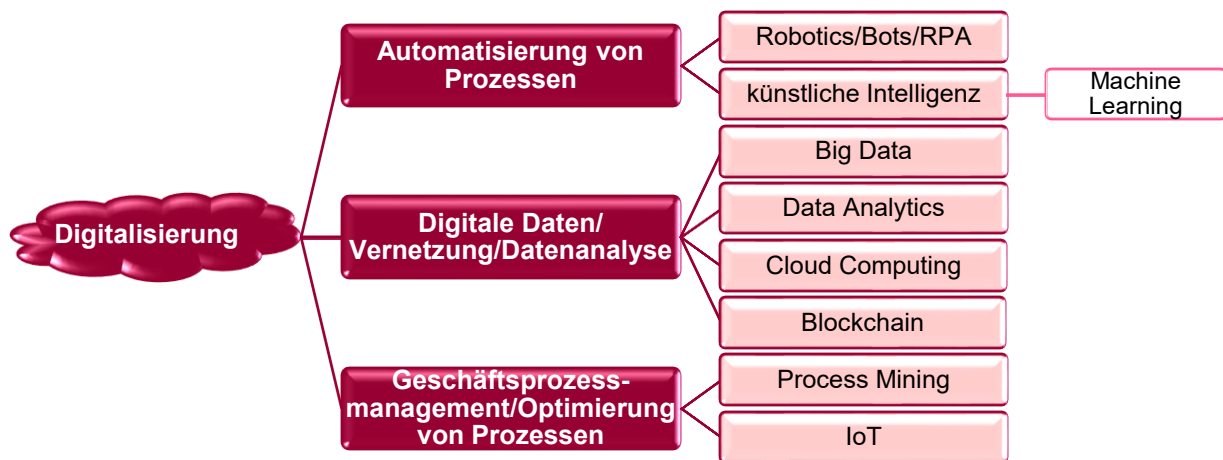 Digitalisierung
Automatisierung von
Prozessen
Robotics/Bots/RPA
künstliche Intelligenz
Machine
Learning
Digitale Daten/
Vernetzung/Datenanalyse
Big Data
Data Analytics
Cloud Computing
Blockchain
Geschäftsprozess-
management/Optimierung
von Prozessen
Process Mining
IoT